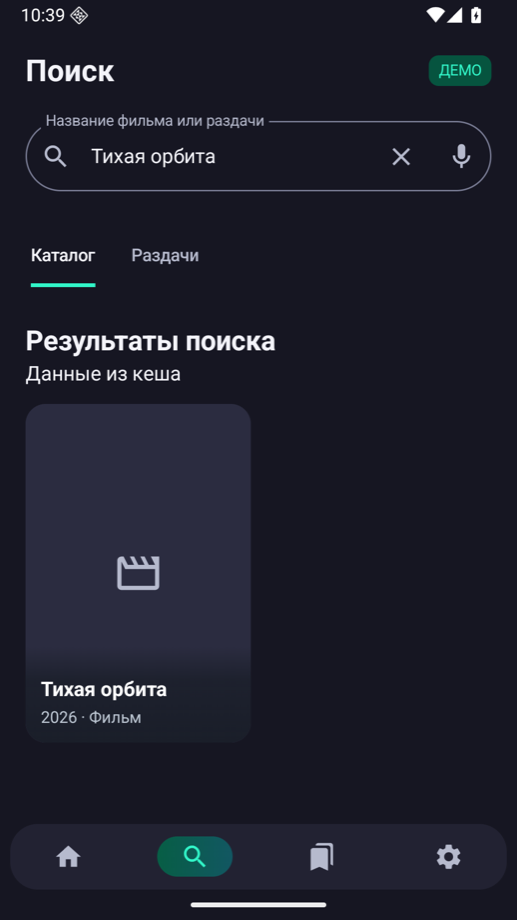 10:39
Поиск
ДЕМО
Название фильма или раздачи
Тихая орбита
Каталог
Раздачи
Результаты поиска
Данные из кеша
Тихая орбита
2026 · Фильм